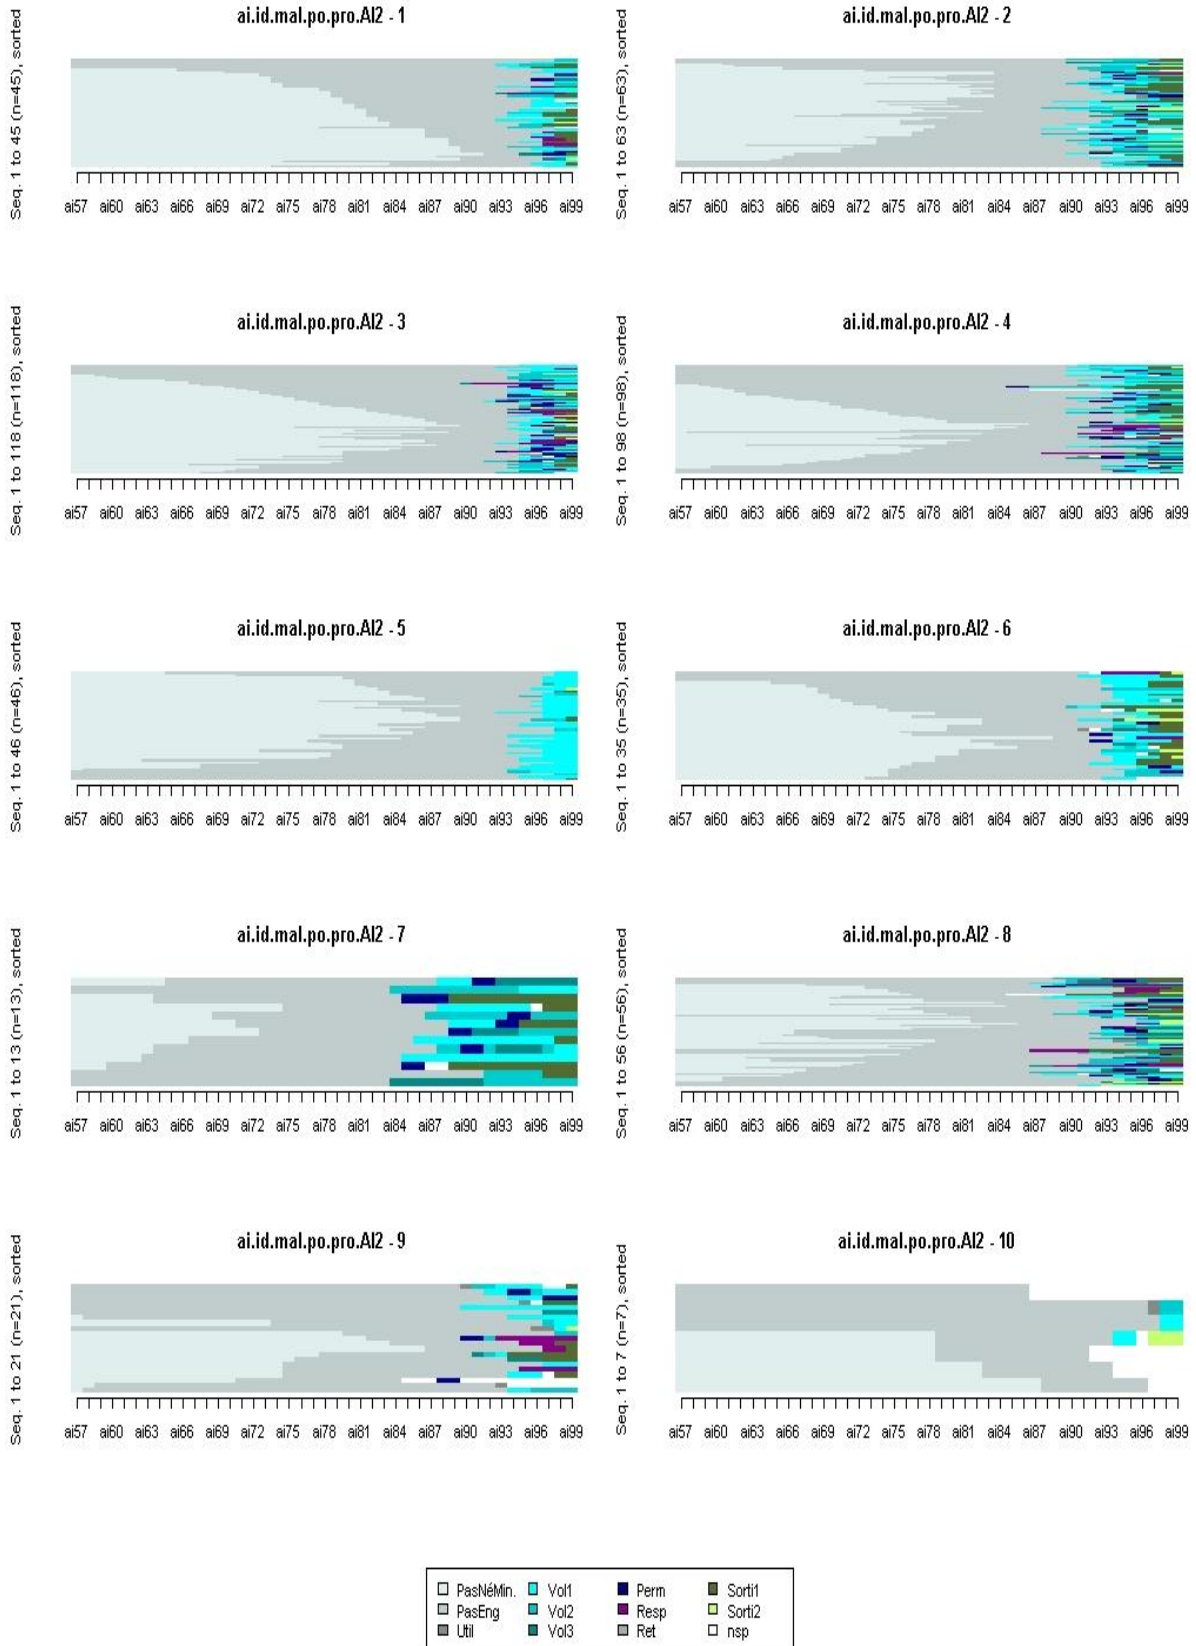 ai.id.mal.po.pro.AI2 - 1
Seq. 1 to 45 (n=45), sorted
ai57 ai60 ai63 ai66 ai69 ai72 ai75 ai78 ai81 ai84 ai87 ai90 ai93 ai96 ai99
ai.id.mal.po.pro.AI2 - 2
Seq. 1 to 63 (n=63), sorted
ai57 ai60 ai63 ai66 ai69 ai72 ai75 ai78 ai81 ai84 ai87 ai90 ai93 ai96 ai99
ai.id.mal.po.pro.AI2 - 3
Seq. 1 to 118 (n=118), sorted
ai57 ai60 ai63 ai66 ai69 ai72 ai75 ai78 ai81 ai84 ai87 ai90 ai93 ai96 ai99
ai.id.mal.po.pro.AI2 - 4
Seq. 1 to 98 (n=98), sorted
ai57 ai60 ai63 ai66 ai69 ai72 ai75 ai78 ai81 ai84 ai87 ai90 ai93 ai96 ai99
ai.id.mal.po.pro.AI2 - 5
Seq. 1 to 46 (n=46), sorted
ai57 ai60 ai63 ai66 ai69 ai72 ai75 ai78 ai81 ai84 ai87 ai90 ai93 ai96 ai99
ai.id.mal.po.pro.AI2 - 6
Seq. 1 to 35 (n=35), sorted
ai57 ai60 ai63 ai66 ai69 ai72 ai75 ai78 ai81 ai84 ai87 ai90 ai93 ai96 ai99
ai.id.mal.po.pro.AI2 - 7
Seq. 1 to 13 (n=13), sorted
ai57 ai60 ai63 ai66 ai69 ai72 ai75 ai78 ai81 ai84 ai87 ai90 ai93 ai96 ai99
ai.id.mal.po.pro.AI2 - 8
Seq. 1 to 56 (n=56), sorted
ai57 ai60 ai63 ai66 ai69 ai72 ai75 ai78 ai81 ai84 ai87 ai90 ai93 ai96 ai99
ai.id.mal.po.pro.AI2 - 9
Seq. 1 to 21 (n=21), sorted
ai57 ai60 ai63 ai66 ai69 ai72 ai75 ai78 ai81 ai84 ai87 ai90 ai93 ai96 ai99
ai.id.mal.po.pro.AI2 - 10
Seq. 1 to 7 (n=7), sorted
ai57 ai60 ai63 ai66 ai69 ai72 ai75 ai78 ai81 ai84 ai87 ai90 ai93 ai96 ai99
PasNéMin. Vol1 Perm Sorti1
PasEng Vol2 Resp Sorti2
Util Vol3 Ret nsp